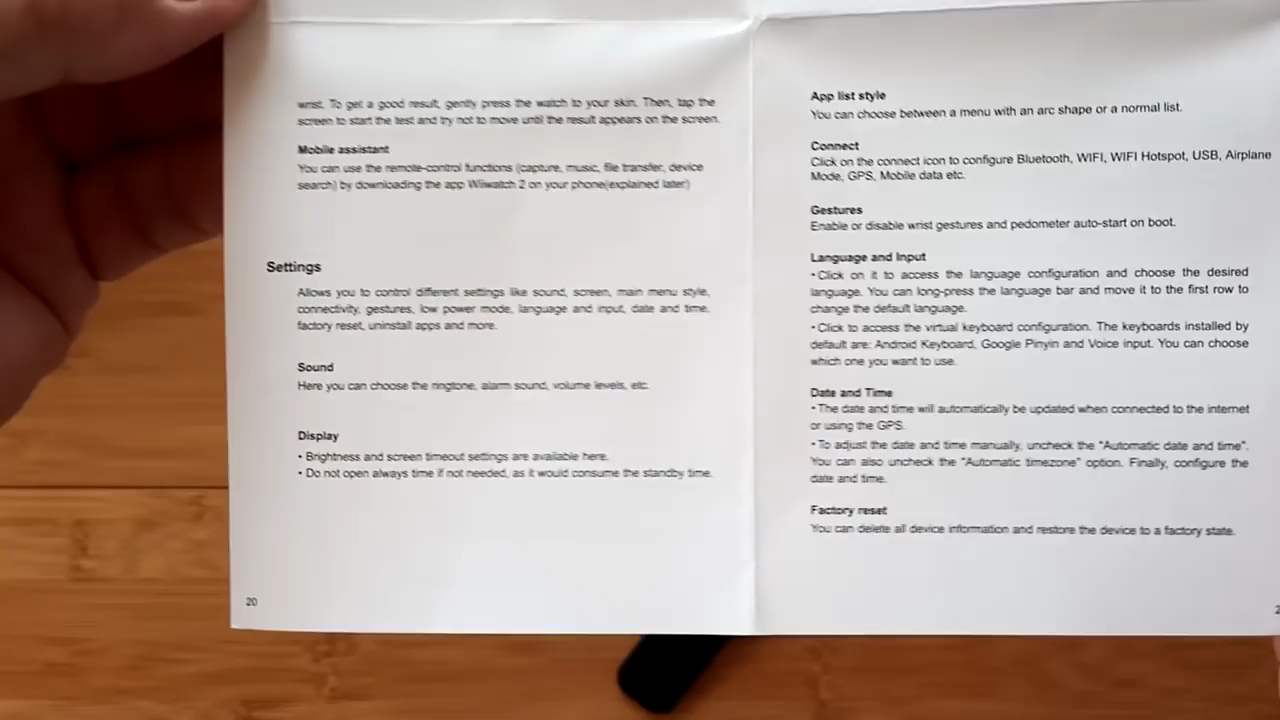 wrist. To get a good result, gently press the watch to your skin. Then, tap the
screen to start the test and try not to move until the result appears on the screen.
Mobile assistant
You can use the remote-control functions (capture, music, file transfer, device
search) by downloading the app Wiiwatch 2 on your phone(explained later)
Settings
Allows you to control different settings like sound, screen, main menu style,
connectivity, gestures, low power mode, language and input, date and time,
factory reset, uninstall apps and more.
Sound
Here you can choose the ringtone, alarm sound, volume levels, etc.
Display
• Brightness and screen timeout settings are available here.
• Do not open always time if not needed, as it would consume the standby time.
20
App list style
You can choose between a menu with an arc shape or a normal list.
Connect
Click on the connect icon to configure Bluetooth, WIFI, WIFI Hotspot, USB, Airplane
Mode, GPS, Mobile data etc.
Gestures
Enable or disable wrist gestures and pedometer auto-start on boot.
Language and Input
• Click on it to access the language configuration and choose the desired
language. You can long-press the language bar and move it to the first row to
change the default language.
• Click to access the virtual keyboard configuration. The keyboards installed by
default are: Android Keyboard, Google Pinyin and Voice input. You can choose
which one you want to use.
Date and Time
• The date and time will automatically be updated when connected to the internet
or using the GPS.
• To adjust the date and time manually, uncheck the "Automatic date and time".
You can also uncheck the "Automatic timezone" option. Finally, configure the
date and time.
Factory reset
You can delete all device information and restore the device to a factory state.